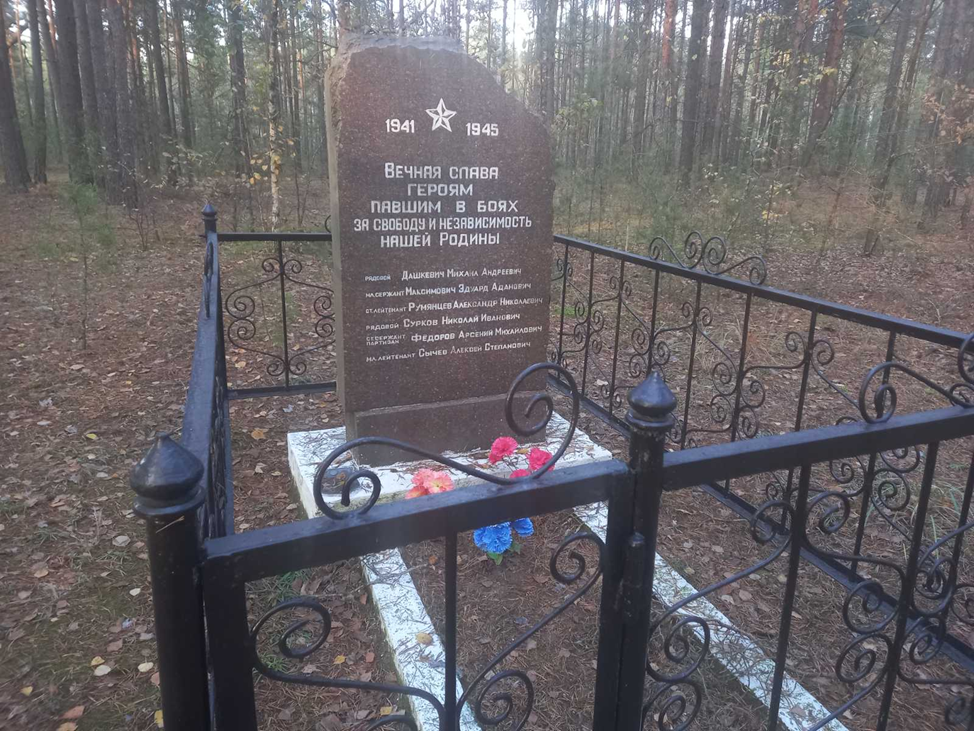 1941 1945
Вечная слава
героям
павшим в боях
за свободу и независимость
нашей Родины
рядовой Дашкевич Михаил Андреевич
мл.сержант Максимович Эдуард Адамович
ст.лейтенант Румянцев Александр Николаевич
рядовой Сурков Николай Иванович
сержант партизан Федоров Арсений Михайлович
мл.лейтенант Сычев Алексей Степанович